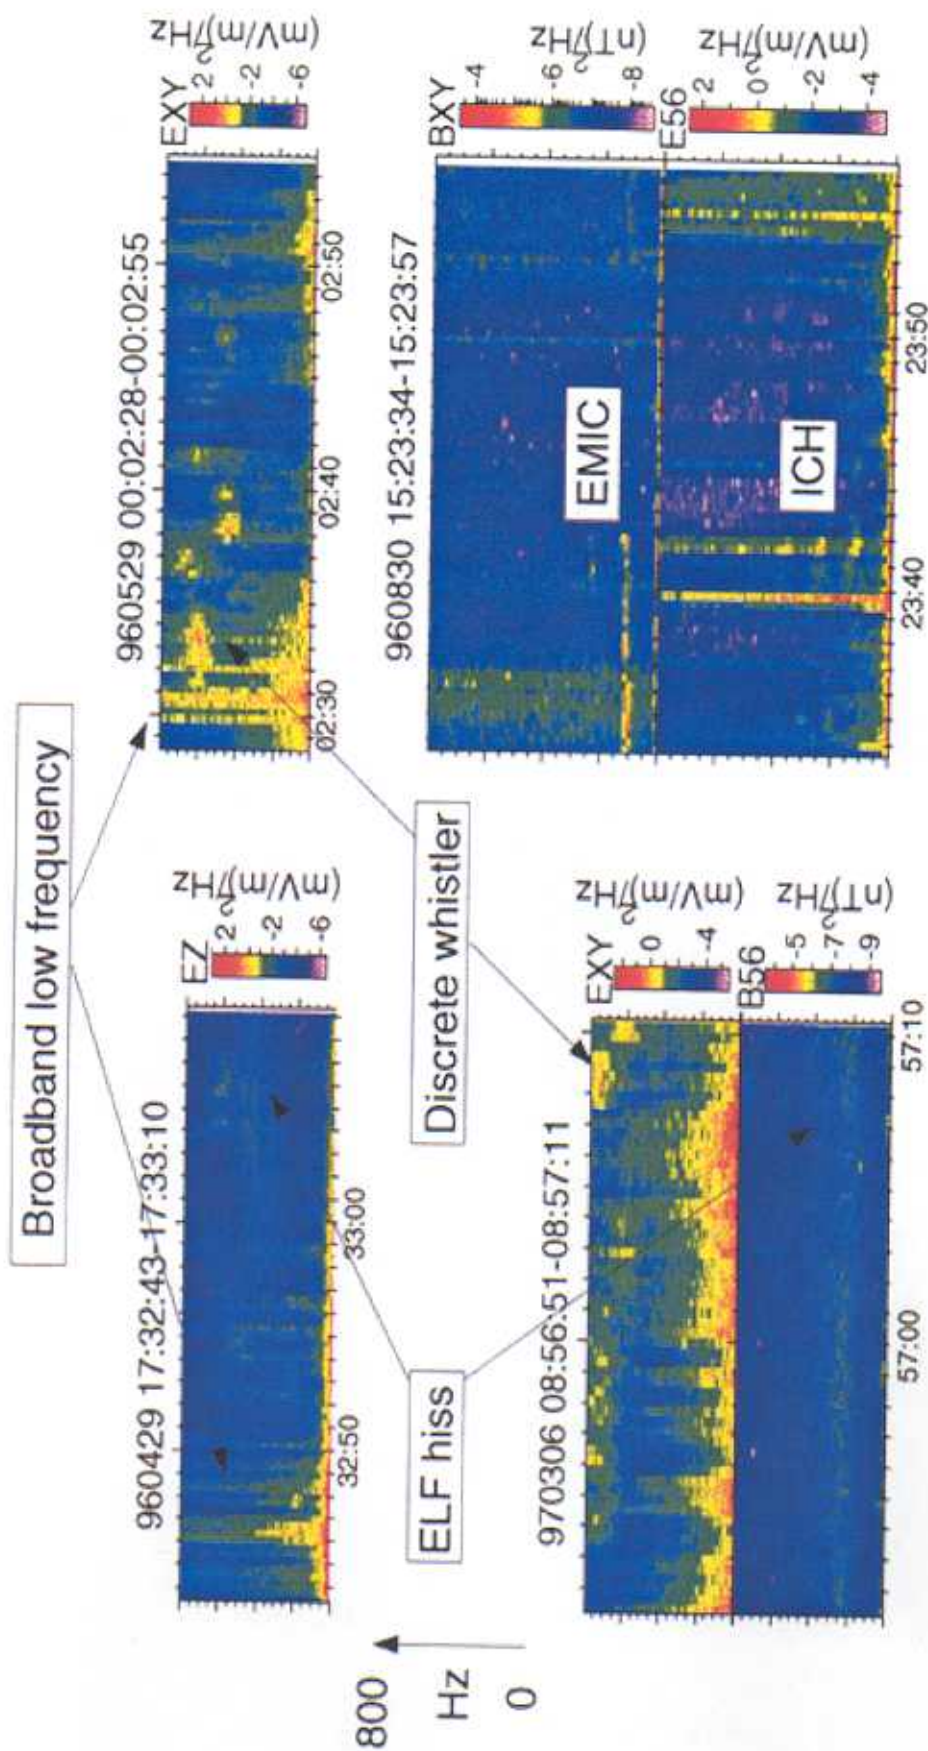 Broadband low frequency
960429 17:32:43-17:33:10
EZ
2
-2
-6
(mV/m)²/Hz
32:50
33:00
960529 00:02:28-00:02:55
EXY
2
-2
-6
(mV/m)²/Hz
02:30
02:40
02:50
800
Hz
0
ELF hiss
Discrete whistler
970306 08:56:51-08:57:11
EXY
0
-4
(mV/m)²/Hz
B56
-5
-7
-9
(nT)²/Hz
57:00
57:10
960830 15:23:34-15:23:57
BXY
-4
-6
-8
(nT)²/Hz
EMIC
E56
2
0
-2
-4
(mV/m)²/Hz
ICH
23:40
23:50